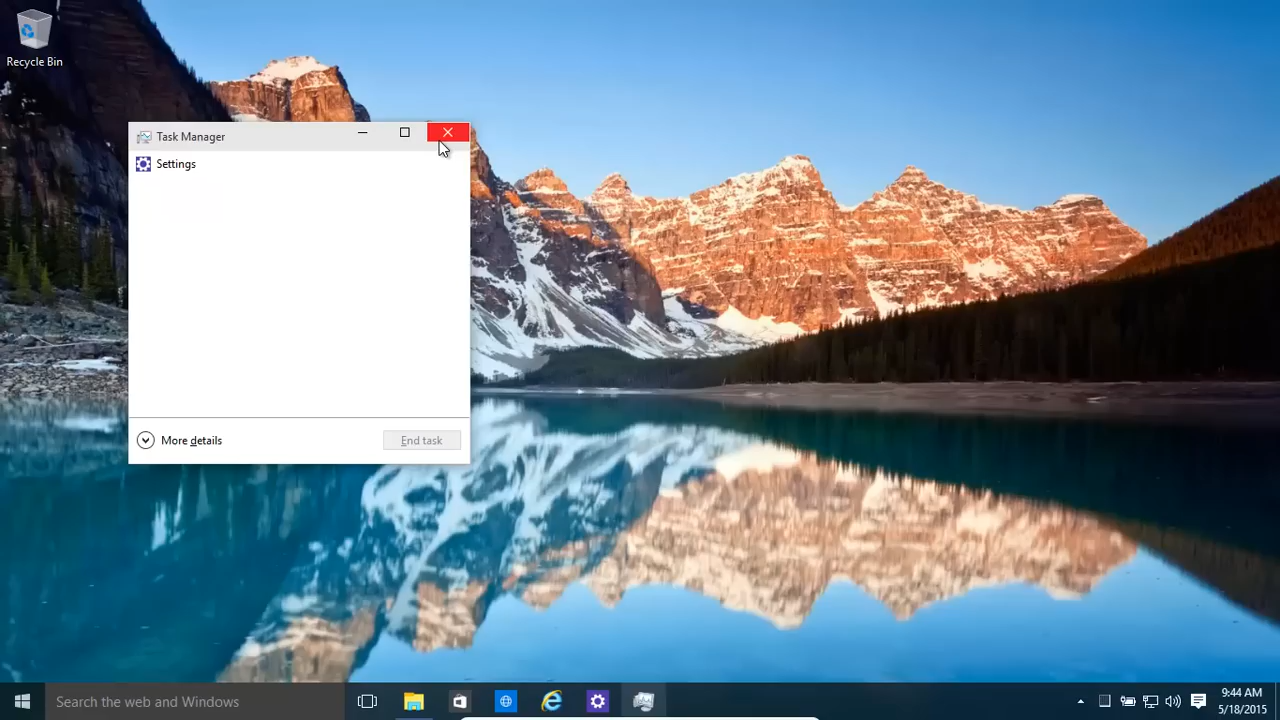 Recycle Bin
Task Manager
Settings
More details
End task
Search the web and Windows
9:44 AM
5/18/2015